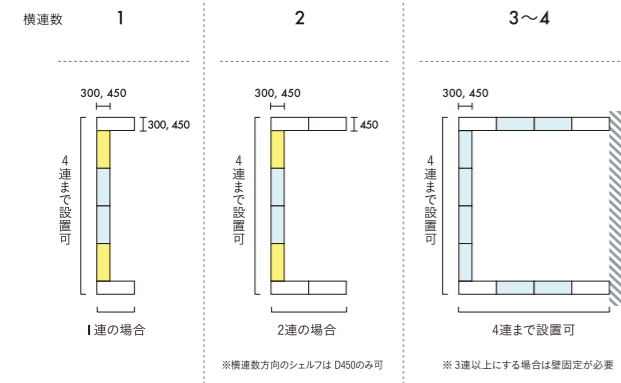 横連数
1
2
3〜4
300, 450
300, 450
4連まで設置可
1連の場合
300, 450
450
4連まで設置可
2連の場合
※横連数方向のシェルフは D450のみ可
300, 450
4連まで設置可
4連まで設置可
※ 3連以上にする場合は壁固定が必要